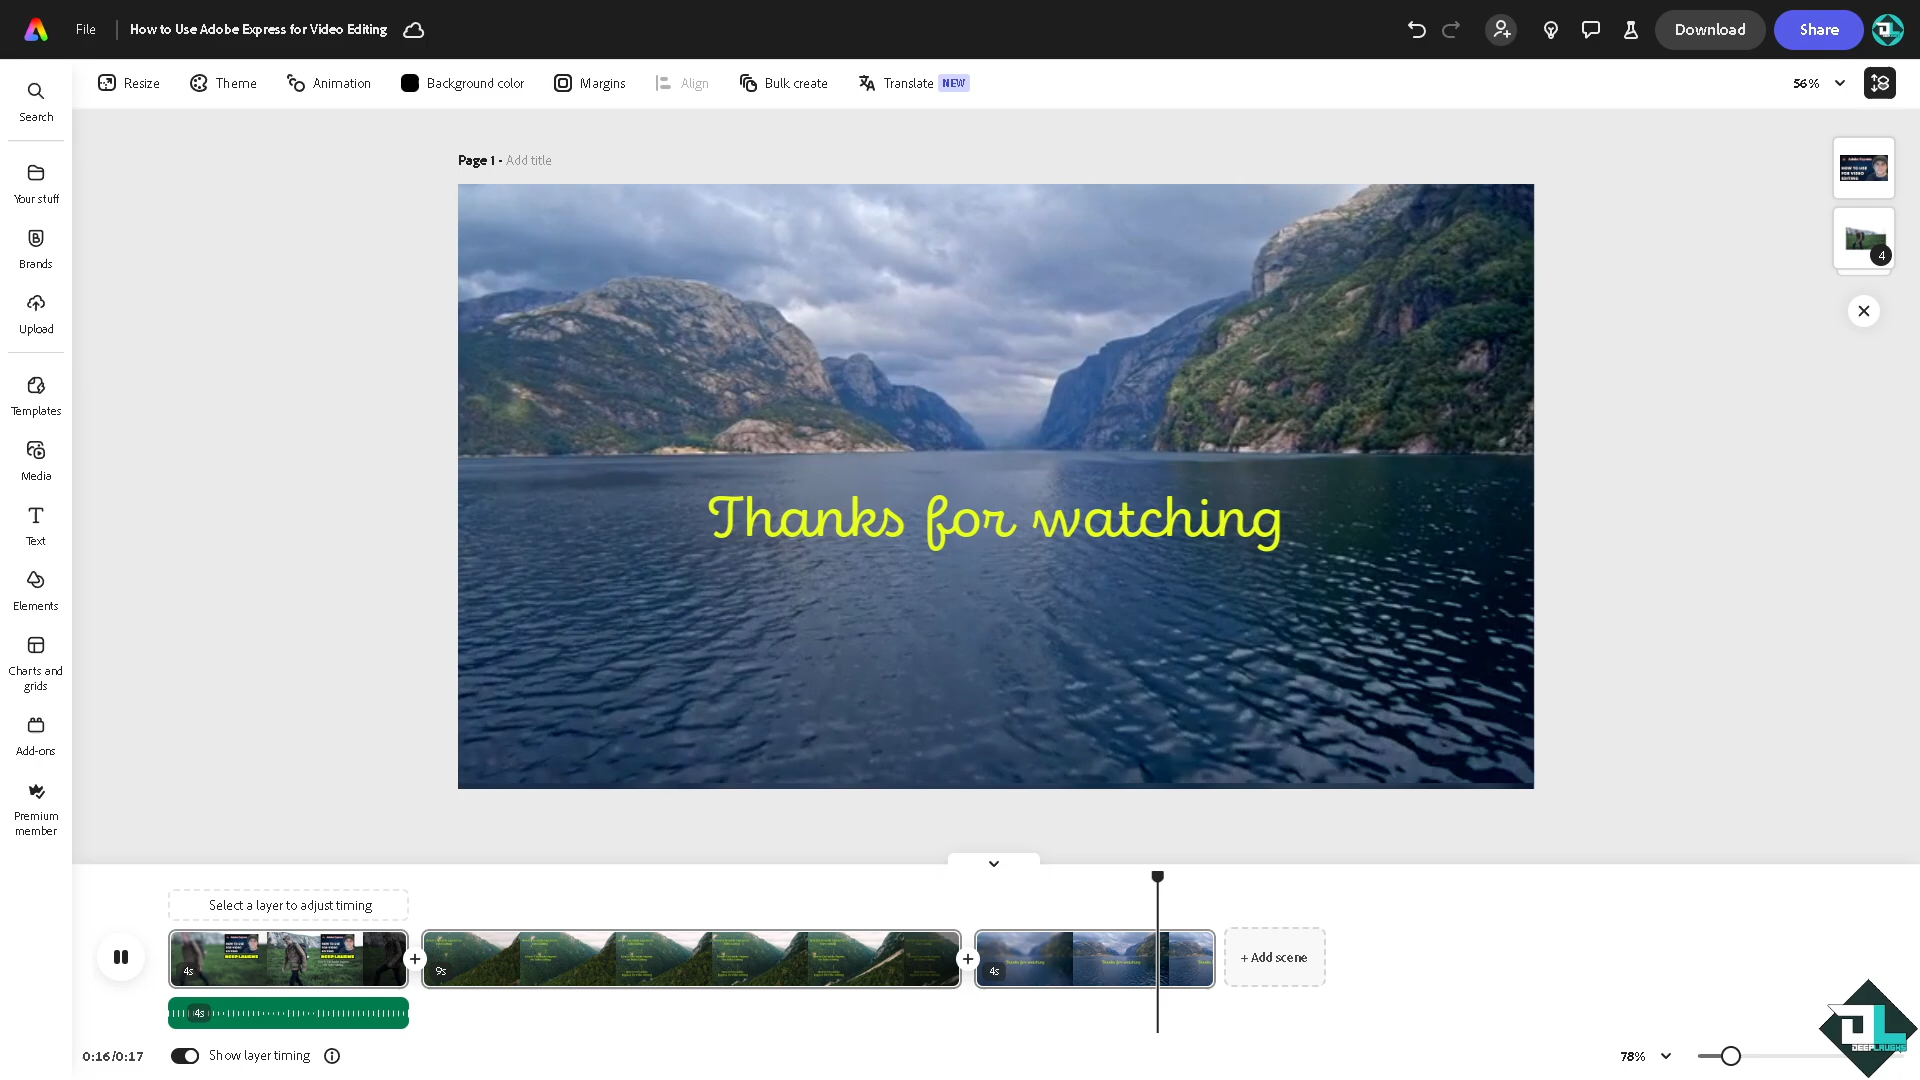 File
How to Use Adobe Express for Video Editing
Download
Share
Resize
Theme
Animation
Background color
Margins
Align
Bulk create
Translate NEW
56%
Search
Your stuff
Brands
Upload
Templates
Media
Text
Elements
Charts and
grids
Add-ons
Premium
member
Page 1 - Add title
Thanks for watching
4
Select a layer to adjust timing
4s
9s
4s
+ Add scene
4s
0:16/0:17
Show layer timing
78%
DEEPLAUGHS